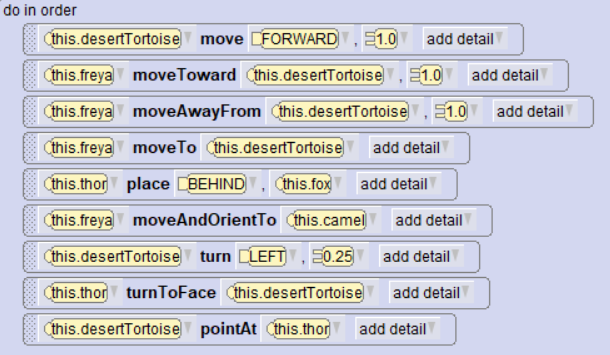 do in order
this.desertTortoise move FORWARD , 1.0 add detail
this.freya moveToward this.desertTortoise , 1.0 add detail
this.freya moveAwayFrom this.desertTortoise , 1.0 add detail
this.freya moveTo this.desertTortoise add detail
this.thor place BEHIND , this.fox add detail
this.freya moveAndOrientTo this.camel add detail
this.desertTortoise turn LEFT , 0.25 add detail
this.thor turnToFace this.desertTortoise add detail
this.desertTortoise pointAt this.thor add detail